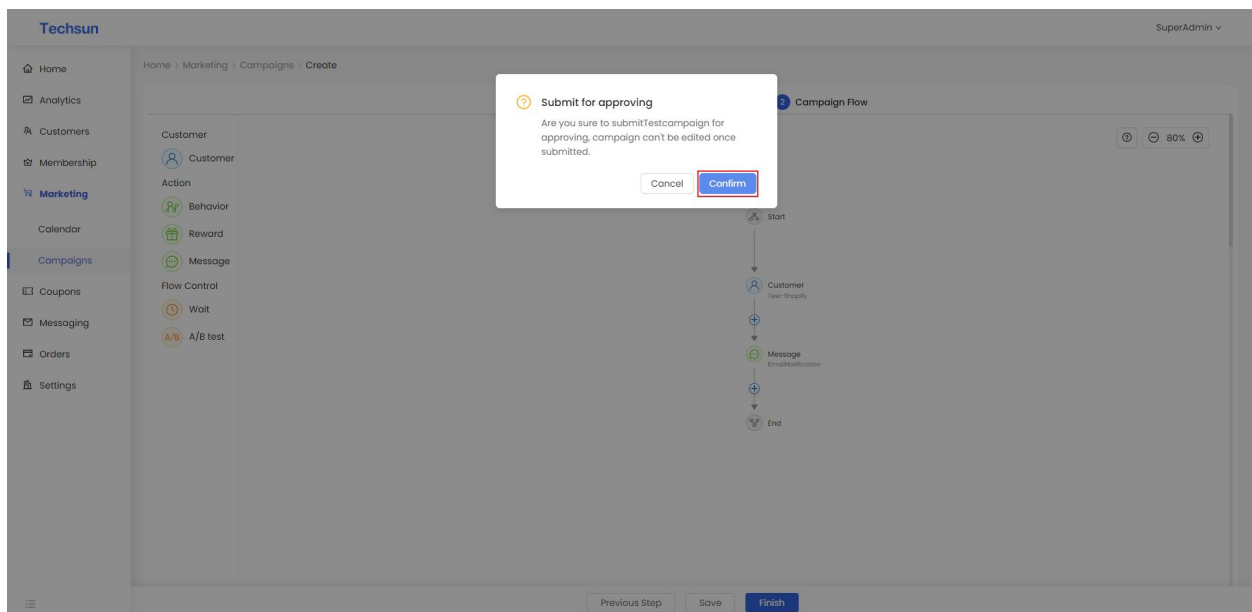 Techsun
SuperAdmin
Home
Analytics
Customers
Membership
Marketing
Calendar
Campaigns
Coupons
Messaging
Orders
Settings
Home > Marketing > Campaigns > Create
2 Campaign Flow
Submit for approving
Are you sure to submitTestcampaign for
approving, campaign can't be edited once
submitted.
Cancel Confirm
Customer
Customer
Action
Behavior
Reward
Message
Flow Control
Wait
A/B A/B test
80%
Start
Customer
Test-Shopify
Message
EmailNotification
End
Previous Step Save Finish